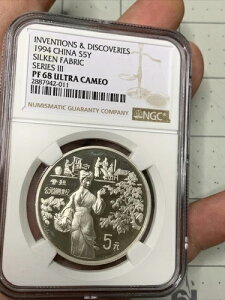 INVENTIONS & DISCOVERIES
1994 CHINA S5Y
SILKEN FABRIC
SERIES III
PF 68 ULTRA CAMEO
2887942-011
NUMISMATIC GUARANTY COMPANY
NGC
5元